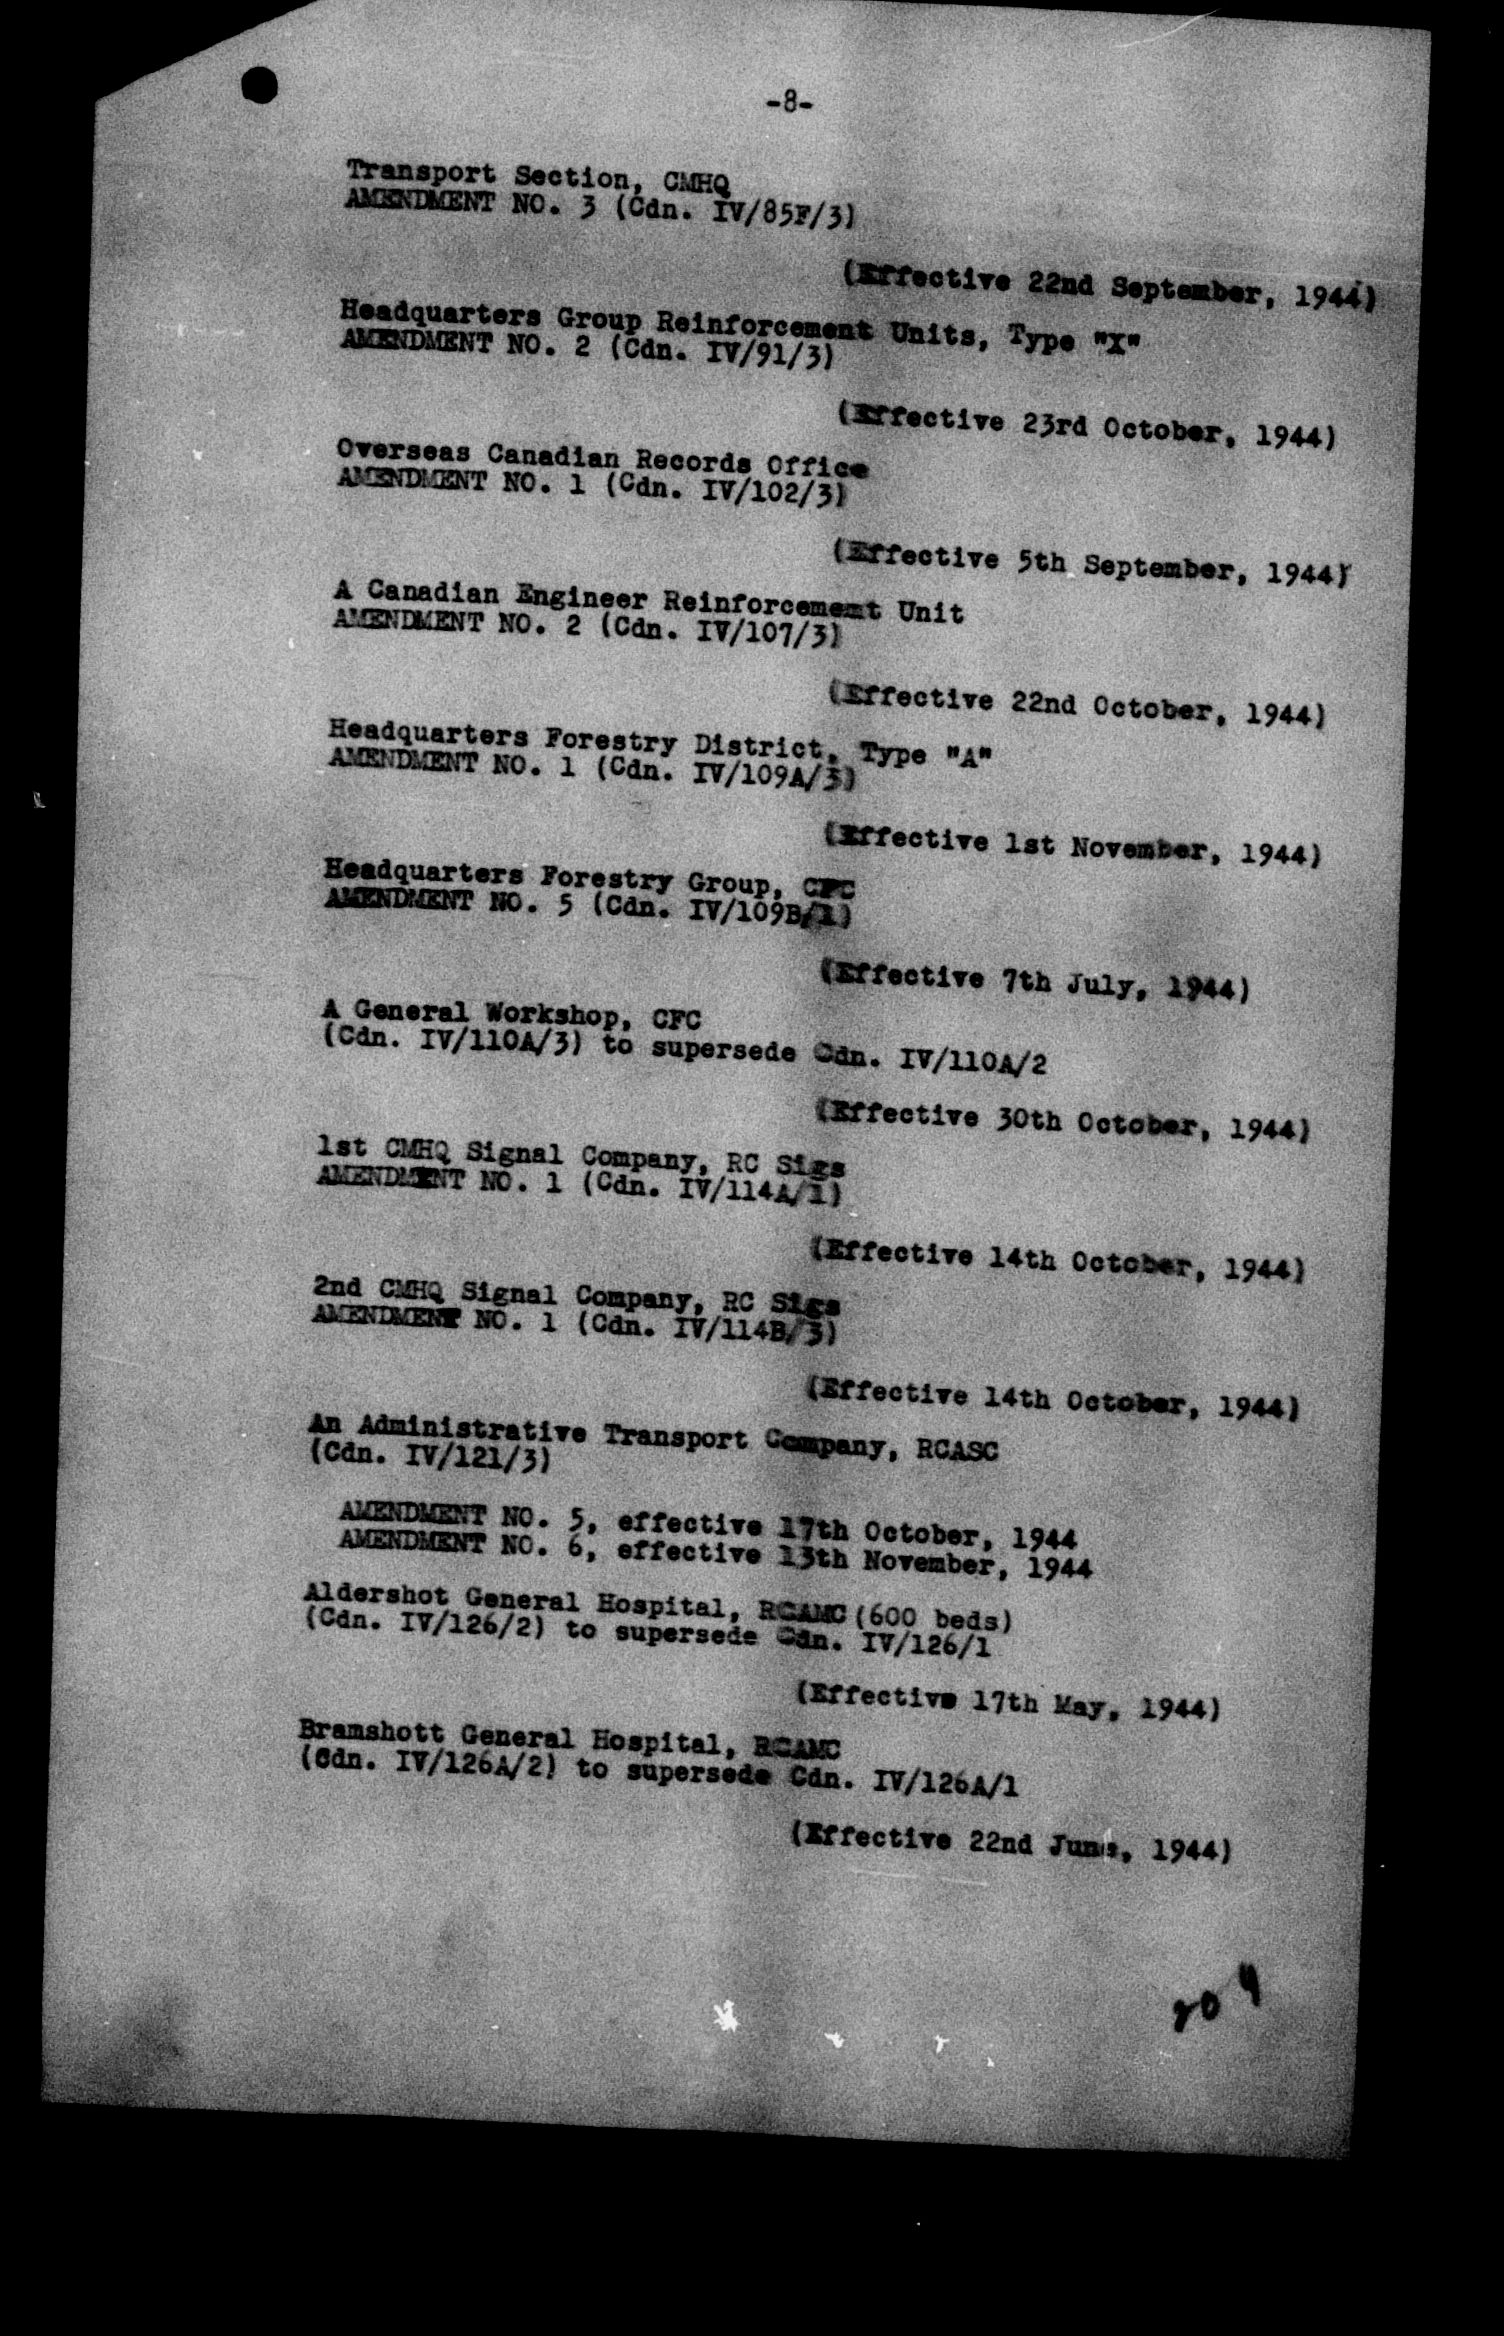 -8-
Transport Section, CMHQ
AMENDMENT NO. 3 (Cdn. IV/85F/3)
(Effective 22nd September, 1944)
Headquarters Group Reinforcement Units, Type "X"
AMENDMENT NO. 2 (Cdn. IV/91/3)
(Effective 23rd October, 1944)
Overseas Canadian Records Office
AMENDMENT NO. 1 (Cdn. IV/102/3)
(Effective 5th September, 1944)
A Canadian Engineer Reinforcement Unit
AMENDMENT NO. 2 (Cdn. IV/107/3)
(Effective 22nd October, 1944)
Headquarters Forestry District, Type "A"
AMENDMENT NO. 1 (Cdn. IV/109A/3)
(Effective 1st November, 1944)
Headquarters Forestry Group, CFC
AMENDMENT NO. 5 (Cdn. IV/109B/1)
(Effective 7th July, 1944)
A General Workshop, CFC
(Cdn. IV/110A/3) to supersede Cdn. IV/110A/2
(Effective 30th October, 1944)
1st CMHQ Signal Company, RC Sigs
AMENDMENT NO. 1 (Cdn. IV/114A/1)
(Effective 14th October, 1944)
2nd CMHQ Signal Company, RC Sigs
AMENDMENT NO. 1 (Cdn. IV/114B/3)
(Effective 14th October, 1944)
An Administrative Transport Company, RCASC
(Cdn. IV/121/3)
AMENDMENT NO. 5, effective 17th October, 1944
AMENDMENT NO. 6, effective 13th November, 1944
Aldershot General Hospital, RCAMC (600 beds)
(Cdn. IV/126/2) to supersede Cdn. IV/126/1
(Effective 17th May, 1944)
Bramshott General Hospital, RCAMC
(Cdn. IV/126A/2) to supersede Cdn. IV/126A/1
(Effective 22nd June, 1944)